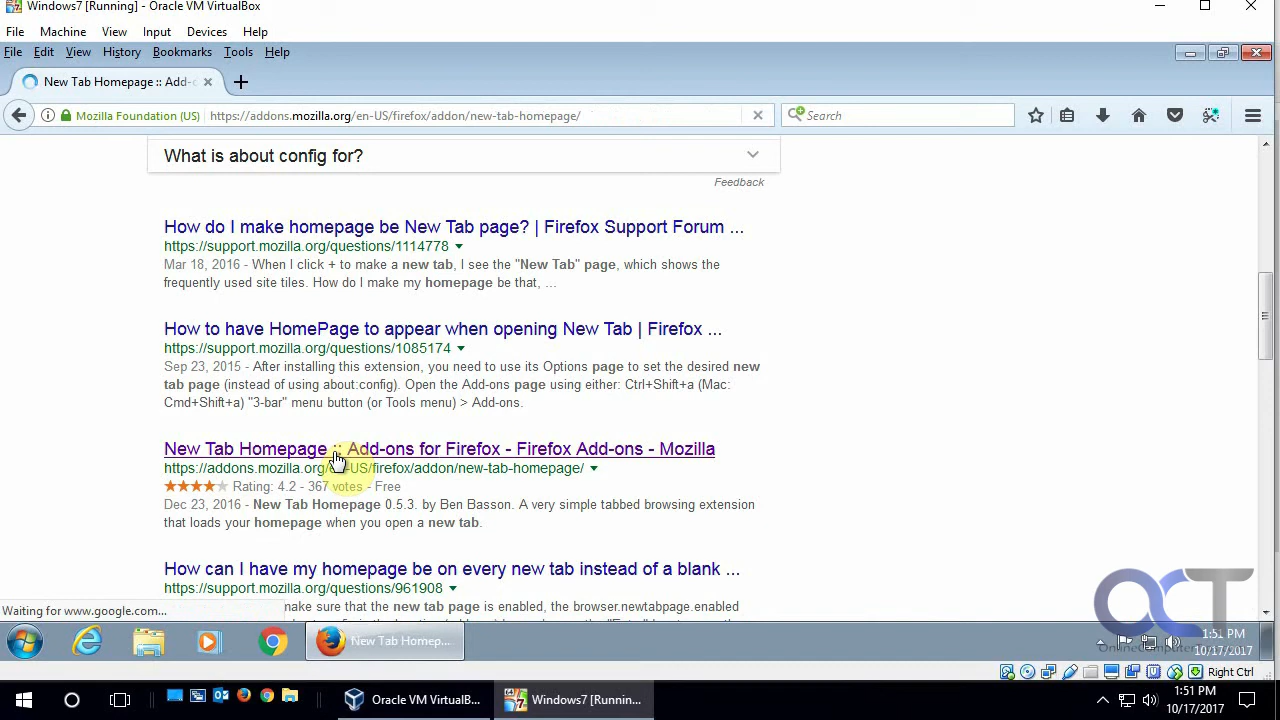 Windows7 [Running] - Oracle VM VirtualBox
File Machine View Input Devices Help
File Edit View History Bookmarks Tools Help
New Tab Homepage :: Add-o
Mozilla Foundation (US) https://addons.mozilla.org/en-US/firefox/addon/new-tab-homepage/ Search
What is about config for?
Feedback
How do I make homepage be New Tab page? | Firefox Support Forum ...
https://support.mozilla.org/questions/1114778
Mar 18, 2016 - When I click + to make a new tab, I see the "New Tab" page, which shows the
frequently used site tiles. How do I make my homepage be that, ...
How to have HomePage to appear when opening New Tab | Firefox ...
https://support.mozilla.org/questions/1085174
Sep 23, 2015 - After installing this extension, you need to use its Options page to set the desired new
tab page (instead of using about:config). Open the Add-ons page using either: Ctrl+Shift+a (Mac:
Cmd+Shift+a) "3-bar" menu button (or Tools menu) > Add-ons.
New Tab Homepage :: Add-ons for Firefox - Firefox Add-ons - Mozilla
https://addons.mozilla.org/en-US/firefox/addon/new-tab-homepage/
Rating: 4.2 - 367 votes - Free
Dec 23, 2016 - New Tab Homepage 0.5.3. by Ben Basson. A very simple tabbed browsing extension
that loads your homepage when you open a new tab.
How can I have my homepage be on every new tab instead of a blank ...
https://support.mozilla.org/questions/961908
make sure that the new tab page is enabled, the browser.newtabpage.enabled
Waiting for www.google.com...
OCT
New Tab Homep...
1:51 PM
10/17/2017
Right Ctrl
Oracle VM VirtualB... Windows7 [Running...
1:51 PM
10/17/2017